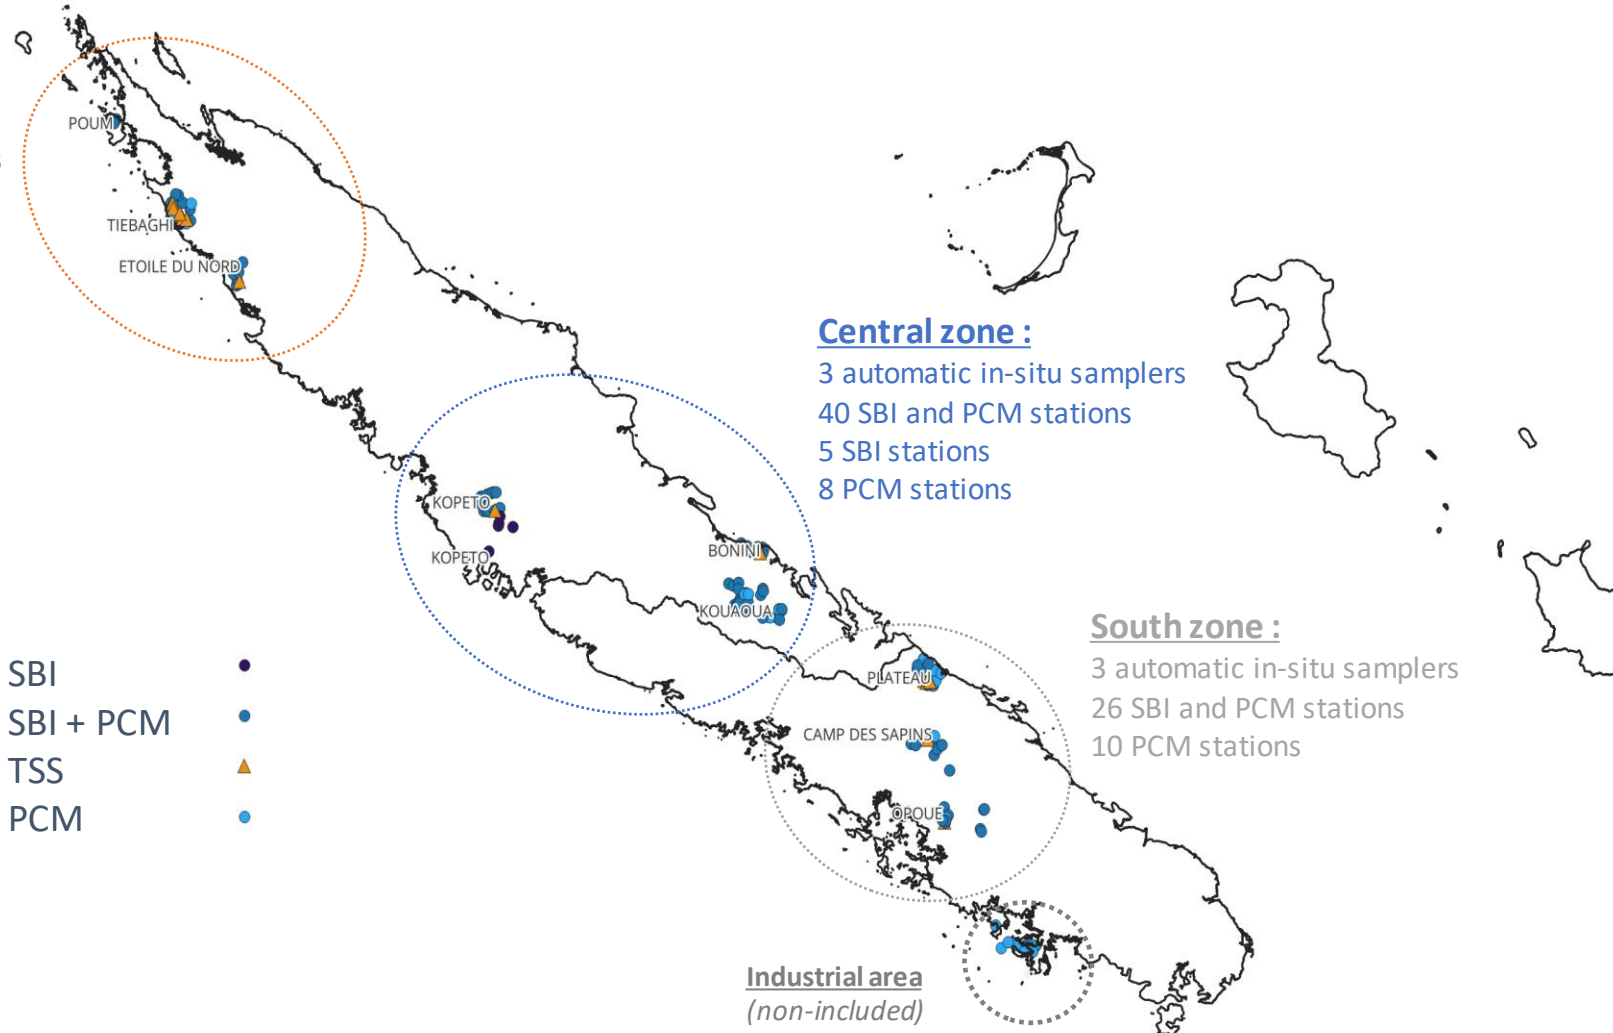 POUM
TIEBAGHI
ETOILE DU NORD
Central zone :
3 automatic in-situ samplers
40 SBI and PCM stations
5 SBI stations
8 PCM stations
KOPETO
BONINI
KOPETO
KOUAOUA
South zone :
3 automatic in-situ samplers
26 SBI and PCM stations
10 PCM stations
SBI
SBI + PCM
TSS
PCM
PLATEAU
CAMP DES SAPINS
OPOUE
Industrial area
(non-included)